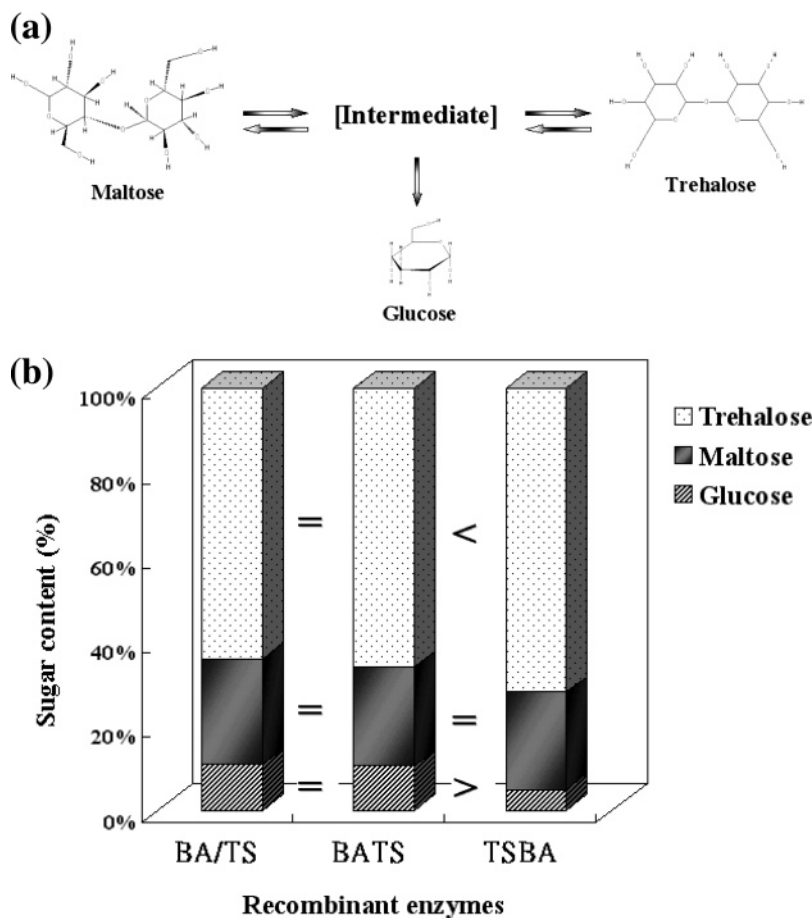 (a)
Maltose
[Intermediate]
Trehalose
Glucose
(b)
100%
80%
60%
40%
20%
0%
Sugar content (%)
= <
= =
= >
Trehalose
Maltose
Glucose
BA/TS BATS TSBA
Recombinant enzymes